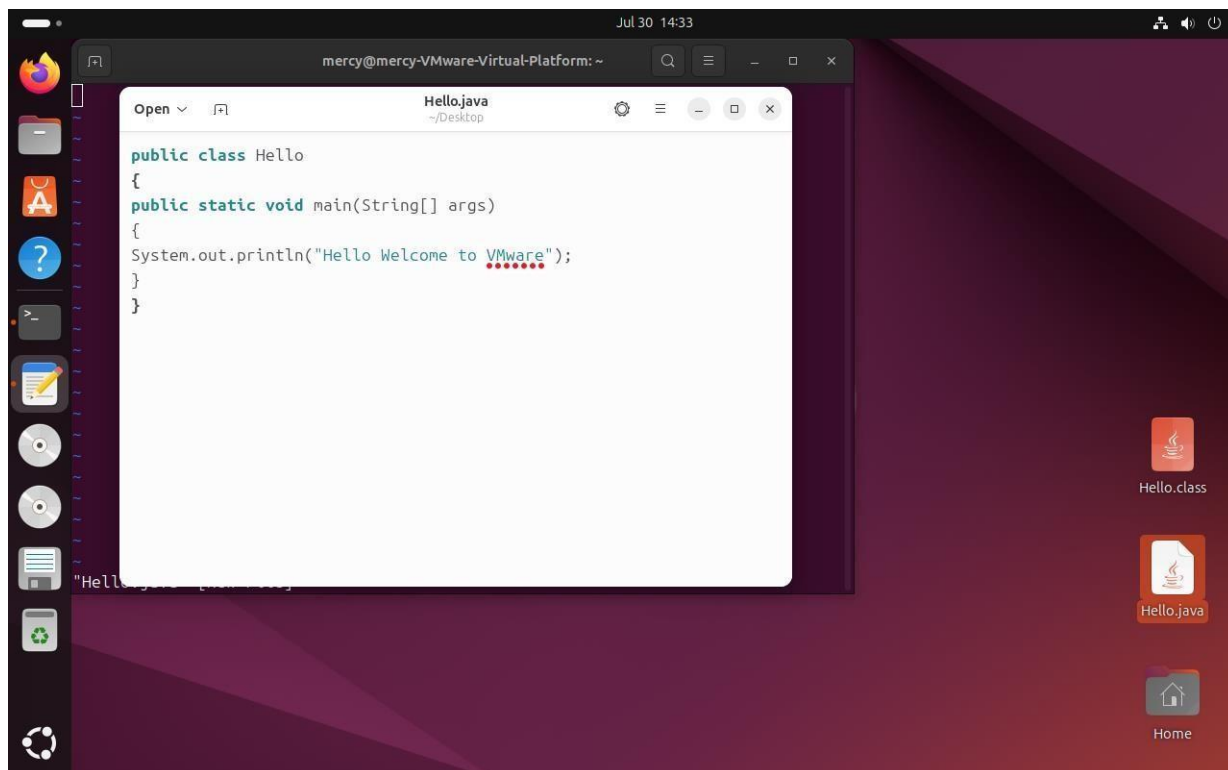 Jul 30 14:33
mercy@mercy-VMware-Virtual-Platform: ~
Open
Hello.java
~/Desktop
public class Hello
{
public static void main(String[] args)
{
System.out.println("Hello Welcome to VMware");
}
}
"Hell
Hello.class
Hello.java
Home